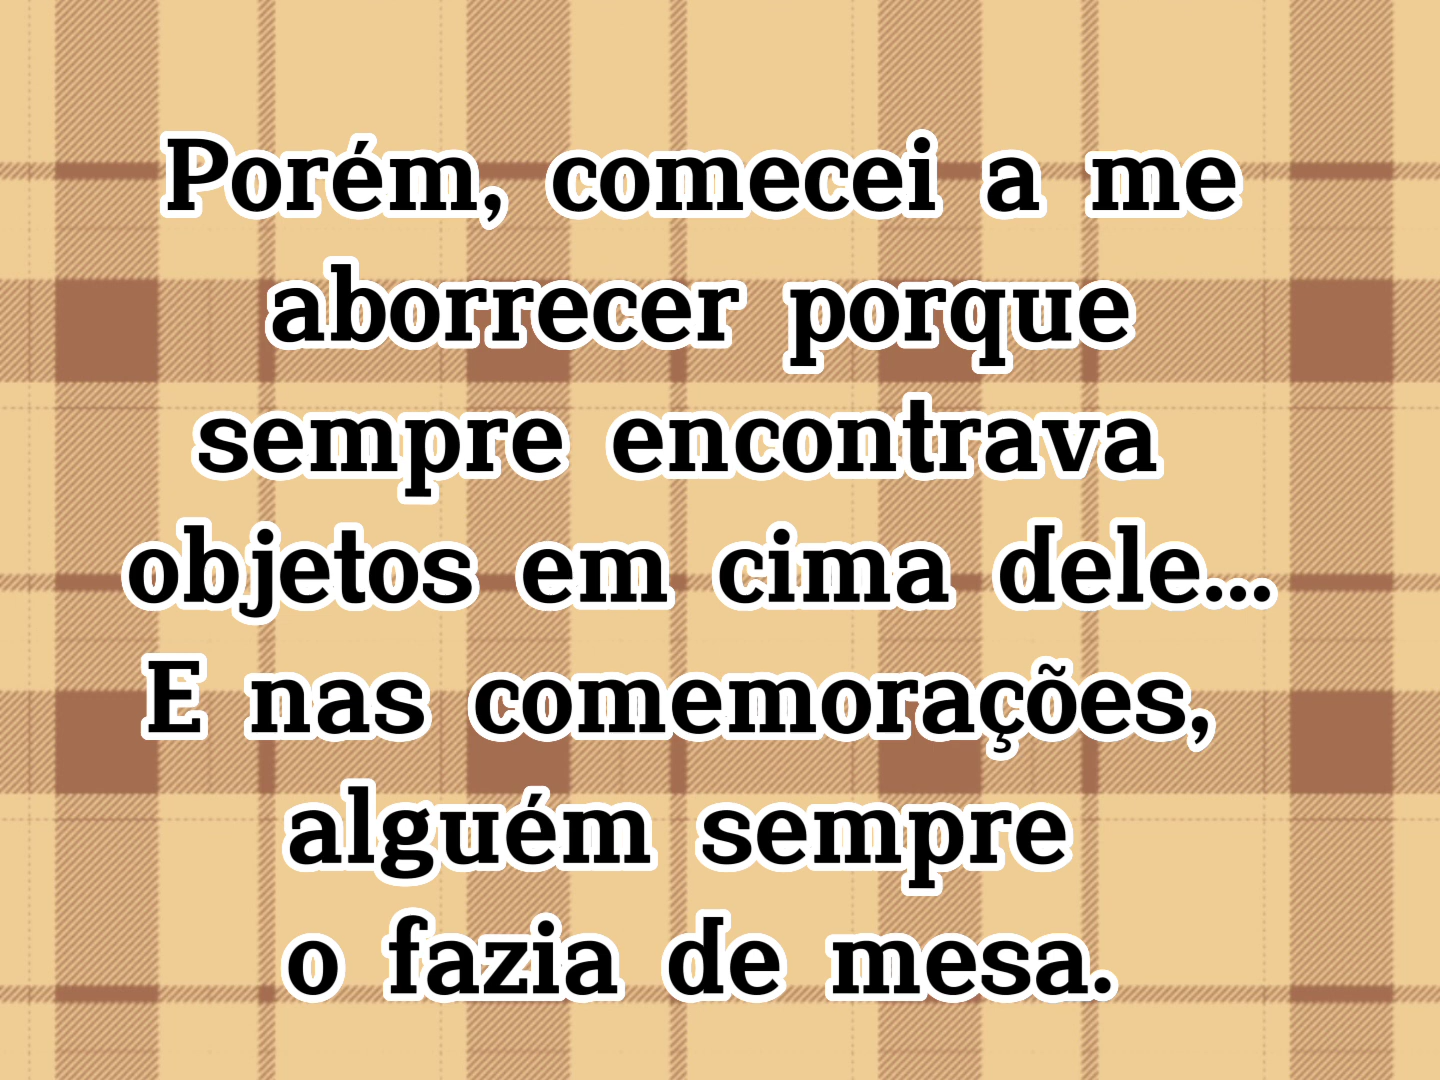 Porém, comecei a me
aborrecer porque
sempre encontrava
objetos em cima dele...
E nas comemorações,
alguém sempre
o fazia de mesa.